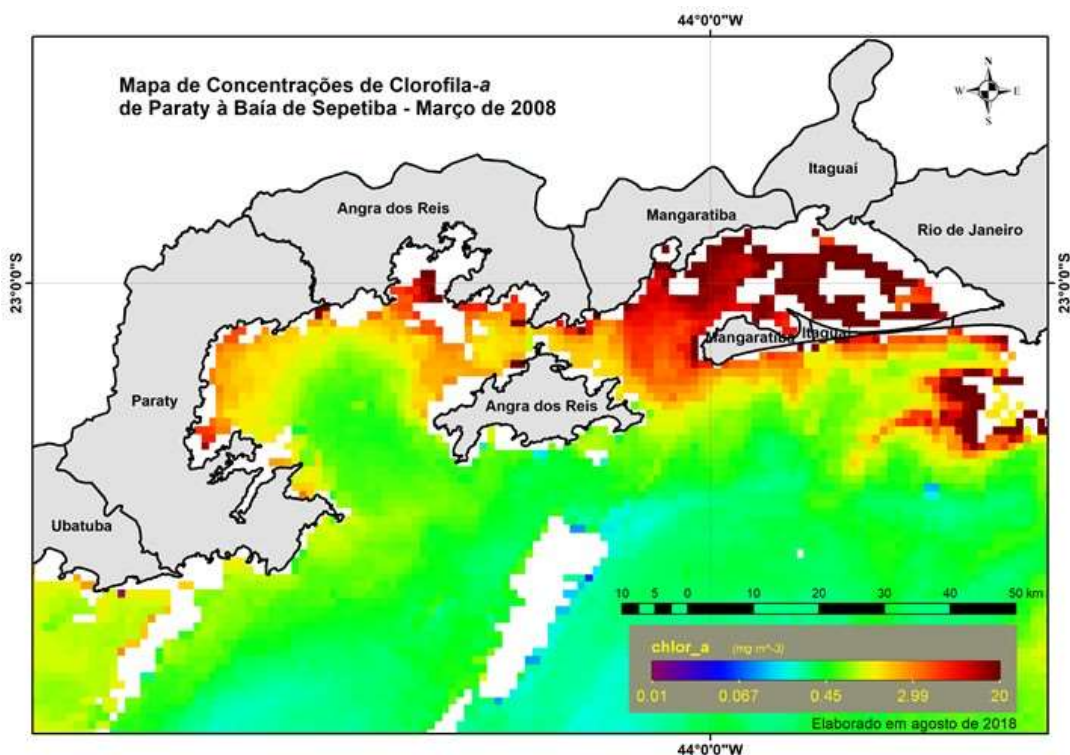 44°0'0"W
Mapa de Concentrações de Clorofila-a
de Paraty à Baía de Sepetiba - Março de 2008
N
W E
S
Itaguaí
Angra dos Reis
Mangaratiba
Rio de Janeiro
23°0'0"S
23°0'0"S
Mangaratiba
Itaguaí
Paraty
Angra dos Reis
Ubatuba
10 5 0 10 20 30 40 50 km
chlor_a (mg m^-3)
0.01 0.067 0.45 2.99 20
Elaborado em agosto de 2018
44°0'0"W